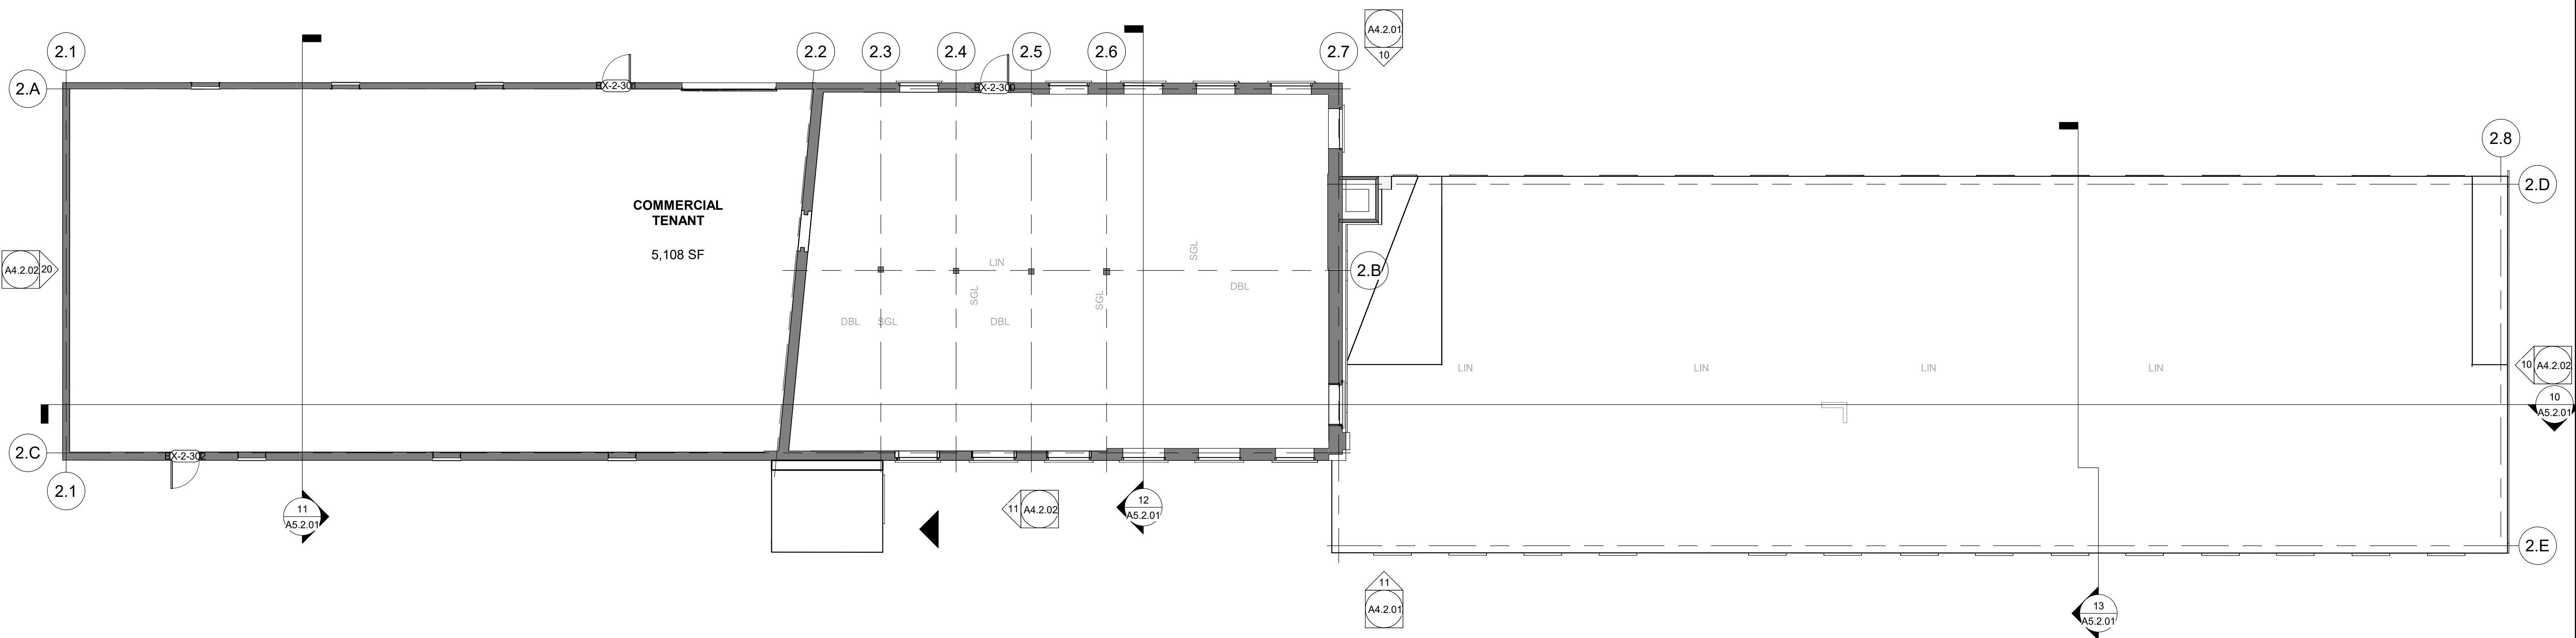 A4.2.01
10
2.1
2.2
2.3
2.4
2.5
2.6
2.7
2.A
EX-2-301
EX-2-300
2.8
2.D
COMMERCIAL
TENANT
5,108 SF
A4.2.02
20
LIN
SGL
2.B
DBL
SGL
SGL
DBL
SGL
DBL
LIN
LIN
LIN
LIN
10
A4.2.02
10
A5.2.01
2.C
EX-2-302
2.1
11
A5.2.01
11
A4.2.02
12
A5.2.01
2.E
11
A4.2.01
13
A5.2.01